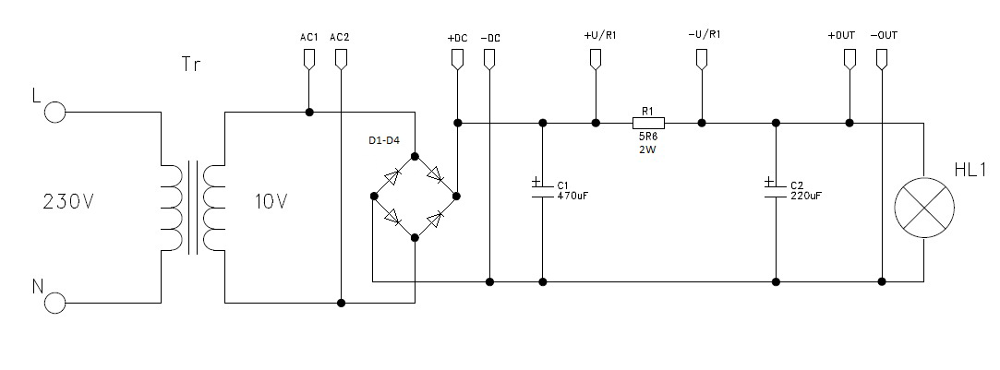 AC1 AC2 +DC -DC +U/R1 -U/R1 +OUT -OUT
Tr
L
R1
D1-D4
5R6
2W
HL1
+ C1
470uF
+ C2
220uF
230V
10V
N